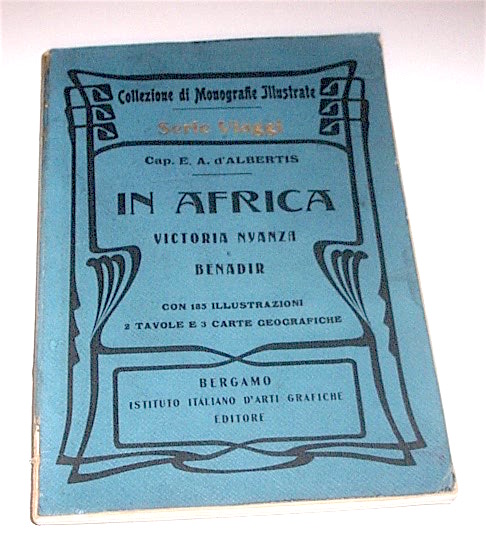 Collezione di Monografie Illustrate
Serie Viaggi
Cap. E. A. d'ALBERTIS
IN AFRICA
VICTORIA NYANZA
E
BENADIR
CON 185 ILLUSTRAZIONI
2 TAVOLE E 3 CARTE GEOGRAFICHE
BERGAMO
ISTITUTO ITALIANO D'ARTI GRAFICHE
EDITORE